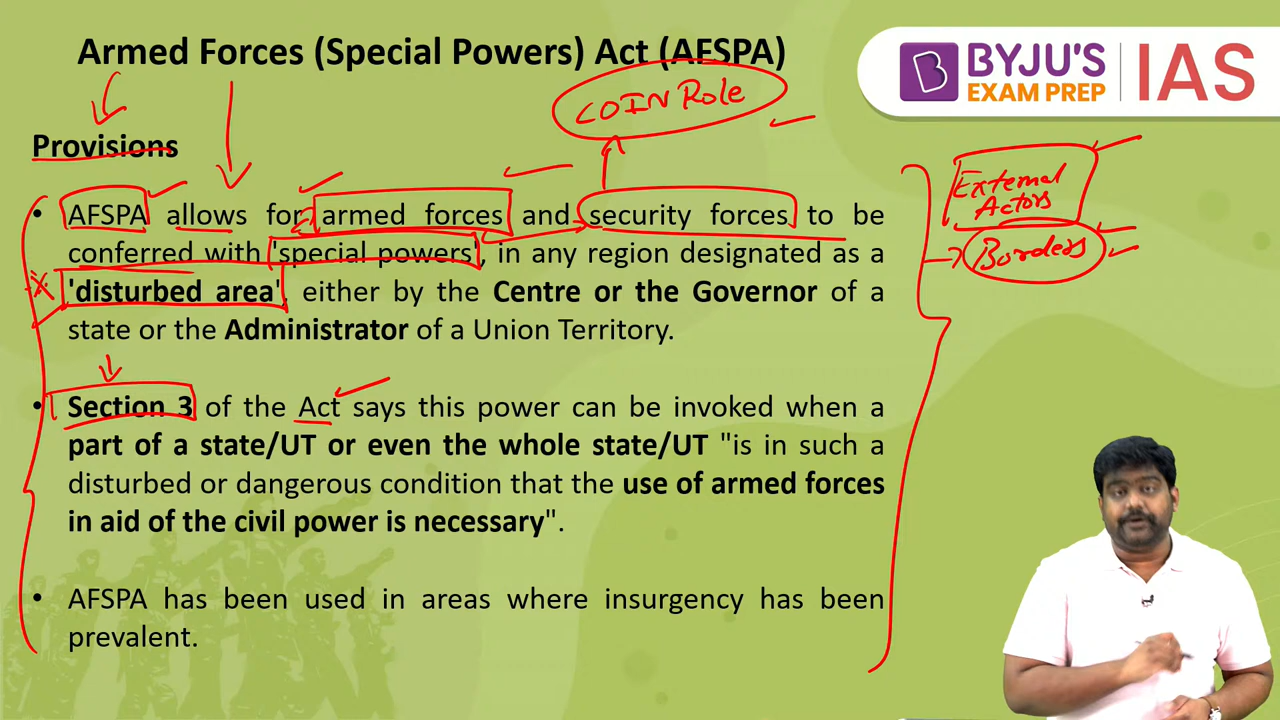 Armed Forces (Special Powers) Act (AFSPA)
BYJU'S
EXAM PREP
IAS
COIN Role
Provisions
External
Actors
Borders
• AFSPA allows for armed forces and security forces to be
conferred with 'special powers', in any region designated as a
'disturbed area', either by the Centre or the Governor of a
state or the Administrator of a Union Territory.
• Section 3 of the Act says this power can be invoked when a
part of a state/UT or even the whole state/UT "is in such a
disturbed or dangerous condition that the use of armed forces
in aid of the civil power is necessary".
• AFSPA has been used in areas where insurgency has been
prevalent.